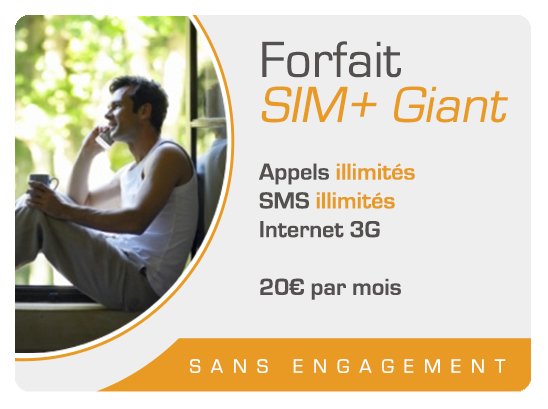 Forfait
SIM+ Giant
Appels illimités
SMS illimités
Internet 3G
20€ par mois
SANS ENGAGEMENT